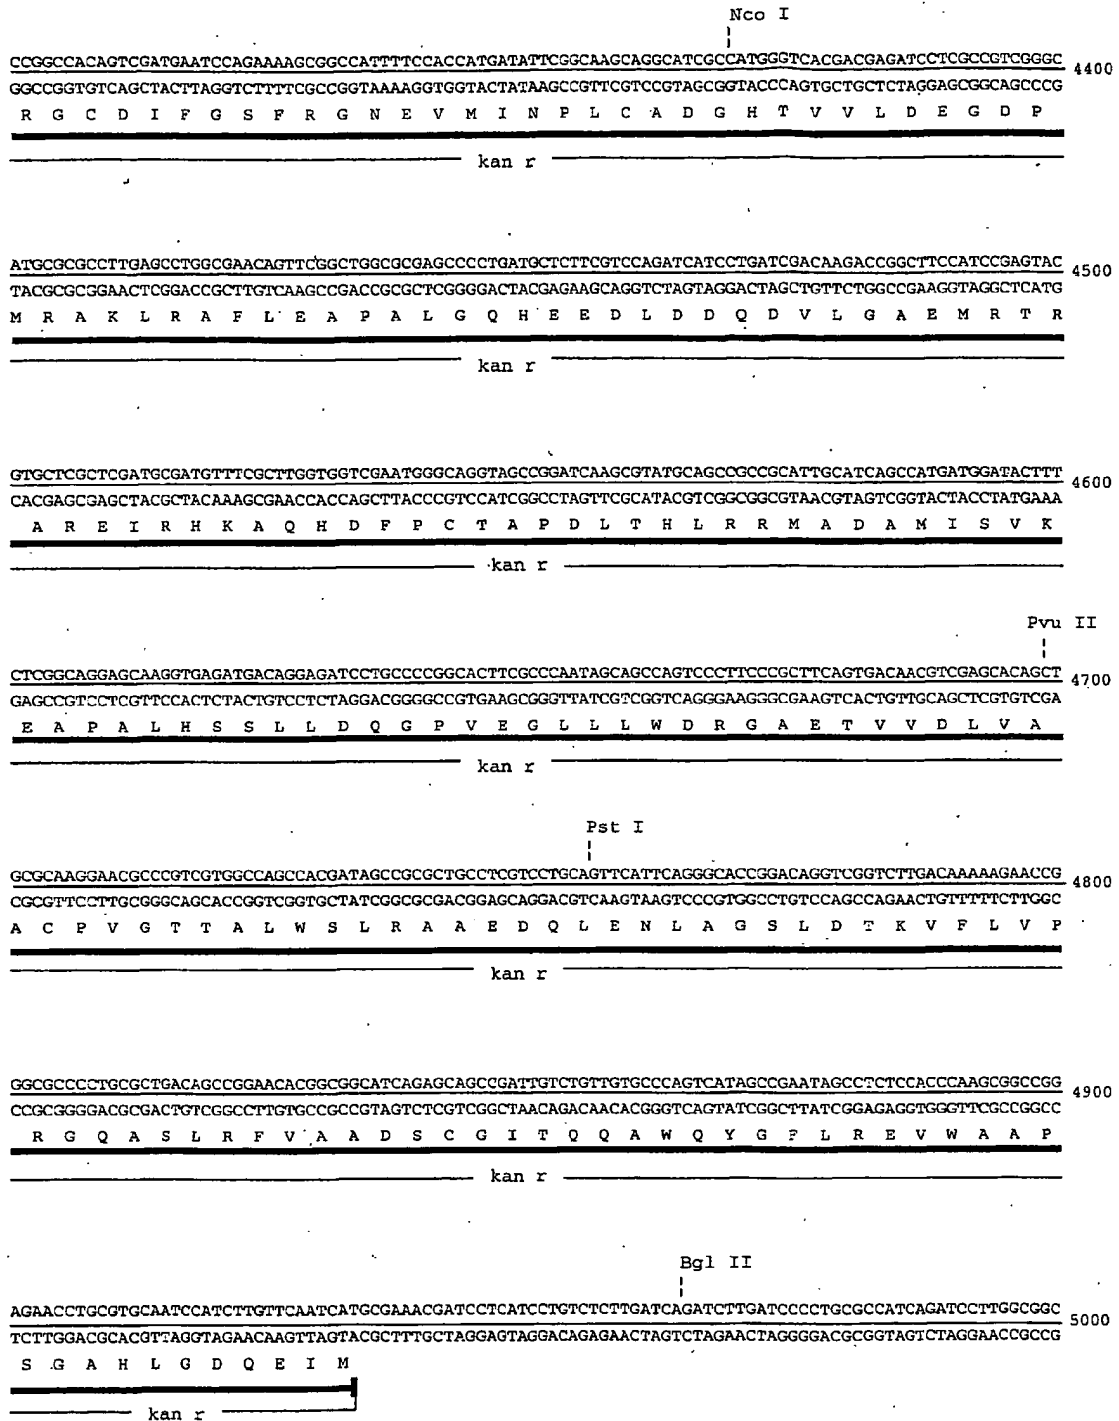 Nco I
CCGGCCACAGTCGATGAATCCAGAAAAGCGGCCATTTTCCACCATGATATTCGGCAAGCAGGCATCGCCATGGGTCACGACGAGATCCTCGCCGTCGGGC 4400
GGCCGGTGTCAGCTACTTAGGTCTTTTCGCCGGTAAAAGGTGGTACTATAAGCCGTTCGTCCGTAGCGGTACCCAGTGCTGCTCTAGGAGCGGCAGCCCG
R G C D I F G S F R G N E V M I N P L C A D G H T V V L D E G D P
kan r
ATGCGCGCCTTGAGCCTGGCGAACAGTTCGGCTGGCGCGAGCCCCTGATGCTCTTCGTCCAGATCATCCTGATCGACAAGACCGGCTTCCATCCGAGTAC 4500
TACGCGCGGAACTCGGACCGCTTGTCAAGCCGACCGCGCTCGGGGACTACGAGAAGCAGGTCTAGTAGGACTAGCTGTTCTGGCCGAAGGTAGGCTCATG
M R A K L R A F L E A P A L G Q H E E D L D D Q D V L G A E M R T R
kan r
GTGCTCGCTCGATGCGATGTTTCGCTTGGTGGTCGAATGGGCAGGTAGCCGGATCAAGCGTATGCAGCCGCCGCATTGCATCAGCCATGATGGATACTTT 4600
CACGAGCGAGCTACGCTACAAAGCGAACCACCAGCTTACCCGTCCATCGGCCTAGTTCGCATACGTCGGCGGCGTAACGTAGTCGGTACTACCTATGAAA
A R E I R H K A Q H D F P C T A P D L T H L R R M A D A M I S V K
kan r
Pvu II
CTCGGCAGGAGCAAGGTGAGATGACAGGAGATCCTGCCCCGGCACTTCGCCCAATAGCAGCCAGTCCCTTCCCGCTTCAGTGACAACGTCGAGCACAGCT 4700
GAGCCGTCCTCGTTCCACTCTACTGTCCTCTAGGACGGGGCCGTGAAGCGGGTTATCGTCGGTCAGGGAAGGGCGAAGTCACTGTTGCAGCTCGTGTCGA
E A P A L H S S L L D Q G P V E G L L L W D R G A E T V V D L V A
kan r
Pst I
GCGCAAGGAACGCCCGTCGTGGCCAGCCACGATAGCCGCGCTGCCTCGTCCTGCAGTTCATTCAGGGCACCGGACAGGTCGGTCTTGACAAAAAGAACCG 4800
CGCGTTCCTTGCGGGCAGCACCGGTCGGTGCTATCGGCGCGACGGAGCAGGACGTCAAGTAAGTCCCGTGGCCTGTCCAGCCAGAACTGTTTTTCTTGGC
A C P V G T T A L W S L R A A E D Q L E N L A G S L D T K V F L V P
kan r
GGCGCCCCTGCGCTGACAGCCGGAACACGGCGGCATCAGAGCAGCCGATTGTCTGTTGTGCCCAGTCATAGCCGAATAGCCTCTCCACCCAAGCGGCCGG 4900
CCGCGGGGACGCGACTGTCGGCCTTGTGCCGCCGTAGTCTCGTCGGCTAACAGACAACACGGGTCAGTATCGGCTTATCGGAGAGGTGGGTTCGCCGGCC
R G Q A S L R F V A A D S C G I T Q Q A W Q Y G F L R E V W A A P
kan r
Bgl II
AGAACCTGCGTGCAATCCATCTTGTTCAATCATGCGAAACGATCCTCATCCTGTCTCTTGATCAGATCTTGATCCCCTGCGCCATCAGATCCTTGGCGGC 5000
TCTTGGACGCACGTTAGGTAGAACAAGTTAGTACGCTTTGCTAGGAGTAGGACAGAGAACTAGTCTAGAACTAGGGGACGCGGTAGTCTAGGAACCGCCG
S G A H L G D Q E I M
kan r